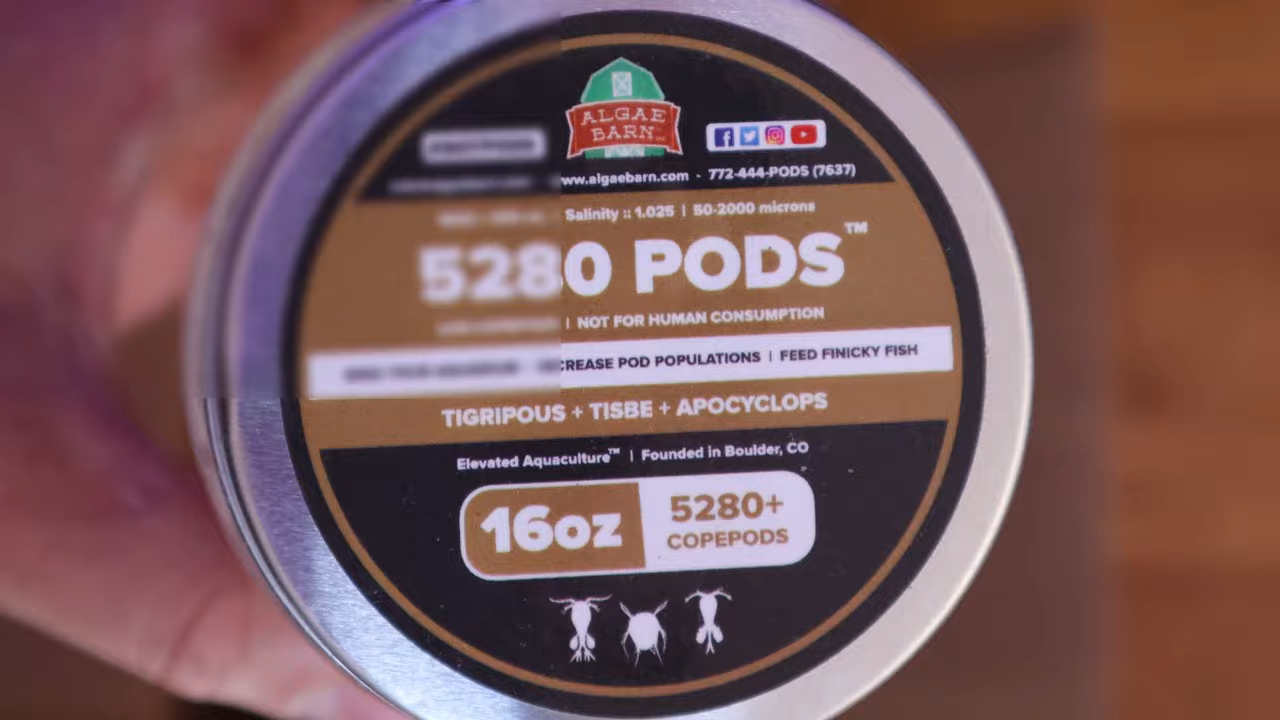 ALGAE
BARN
www.algaebarn.com - 772-444-PODS (7637)
Salinity :: 1.025 | 50-2000 microns
5280 PODS™
| NOT FOR HUMAN CONSUMPTION
CREASE POD POPULATIONS | FEED FINICKY FISH
TIGRIPOUS + TISBE + APOCYCLOPS
Elevated Aquaculture™ | Founded in Boulder, CO
16oz
5280+
COPEPODS